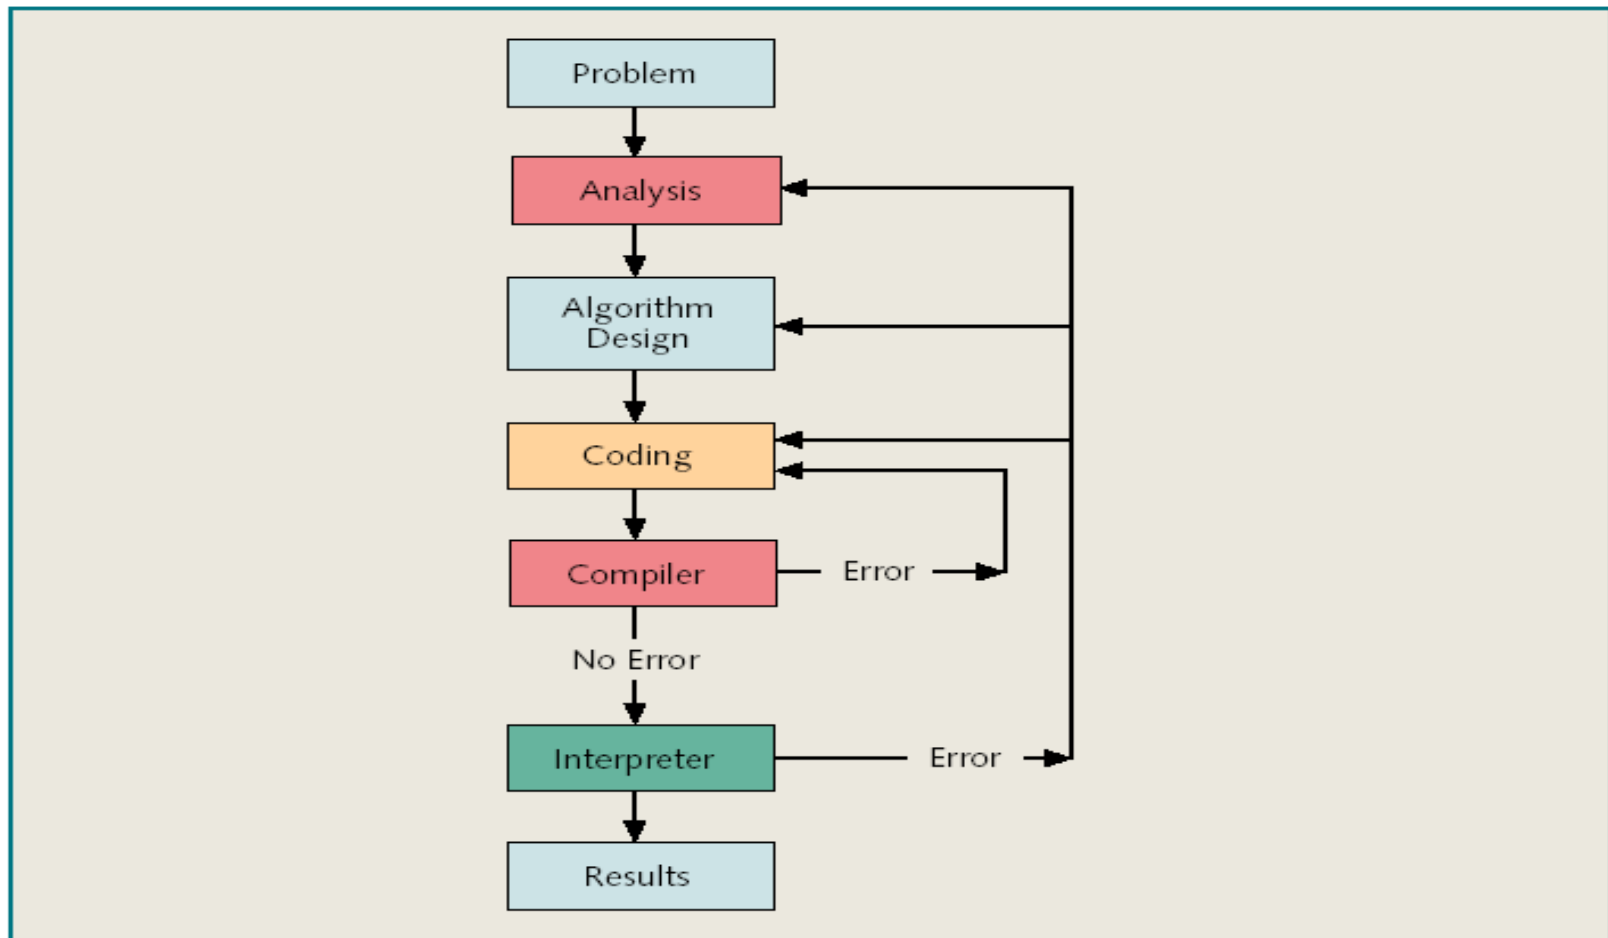 Problem
Analysis
Algorithm
Design
Coding
Compiler
Error
No Error
Interpreter
Error
Results